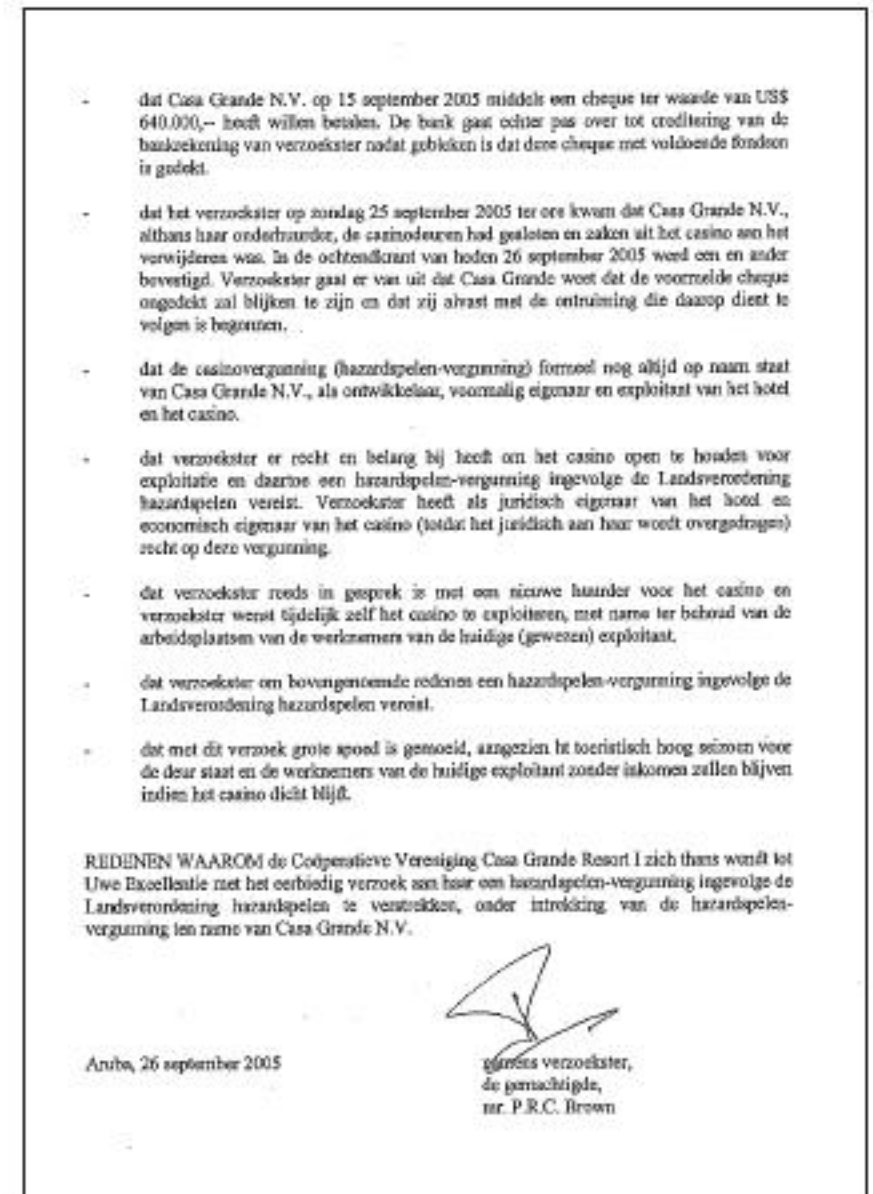 - dat Casa Grande N.V. op 15 september 2005 middels een cheque ter waarde van US$
640.000,-- heeft willen betalen. De bank gaat echter pas over tot creditering van de
bankrekening van verzoekster nadat gebleken is dat deze cheque met voldoende fondsen
is gedekt.
- dat het verzoekster op zondag 25 september 2005 ter ore kwam dat Casa Grande N.V.,
althans haar onderhuurder, de casinodeuren had gesloten en zaken uit het casino aan het
verwijderen was. In de ochtendkrant van heden 26 september 2005 werd een en ander
bevestigd. Verzoekster gaat er van uit dat Casa Grande weet dat de voormelde cheque
ongedekt zal blijken te zijn en dat zij alvast met de ontruiming die daarop dient te
volgen is begonnen.
- dat de casinovergunning (hazardspelen-vergunning) formeel nog altijd op naam staat
van Casa Grande N.V., als ontwikkelaar, voormalig eigenaar en exploitant van het hotel
en het casino.
- dat verzoekster er recht en belang bij heeft om het casino open te houden voor
exploitatie en daartoe een hazardspelen-vergunning ingevolge de Landsverordening
hazardspelen vereist. Verzoekster heeft als juridisch eigenaar van het hotel en
economisch eigenaar van het casino (totdat het juridisch aan haar wordt overgedragen)
recht op deze vergunning.
- dat verzoekster reeds in gesprek is met een nieuwe huurder voor het casino en
verzoekster wenst tijdelijk zelf het casino te exploiteren, met name ter behoud van de
arbeidsplaatsen van de werknemers van de huidige (gewezen) exploitant.
- dat verzoekster om bovengenoemde redenen een hazardspelen-vergunning ingevolge de
Landsverordening hazardspelen vereist.
- dat met dit verzoek grote spoed is gemoeid, aangezien ht toeristisch hoog seizoen voor
de deur staat en de werknemers van de huidige exploitant zonder inkomen zullen blijven
indien het casino dicht blijft.
REDENEN WAAROM de Coöperatieve Vereniging Casa Grande Resort I zich thans wendt tot
Uwe Excellentie met het eerbiedig verzoek aan haar een hazardspelen-vergunning ingevolge de
Landsverordening hazardspelen te verstrekken, onder intrekking van de hazardspelen-
vergunning ten name van Casa Grande N.V.
Aruba, 26 september 2005
namens verzoekster,
de gemachtigde,
mr. P.R.C. Brown